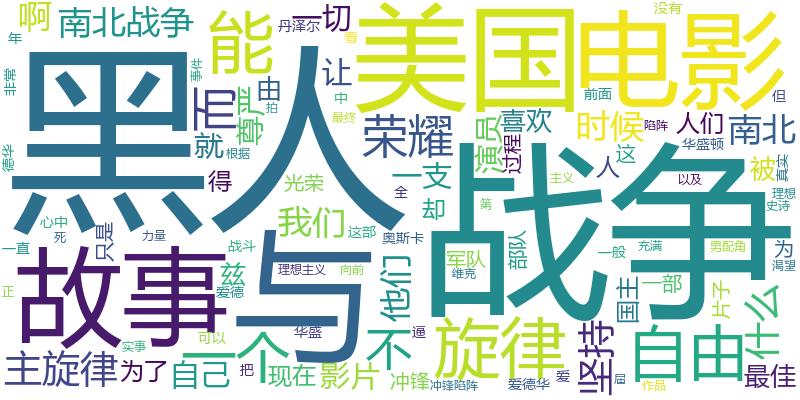 啊
南北战争
能
丹泽尔
一切
美国
电影
没有
年
非常
事件
而
尊严
由
让
中
雪
拍
最终
前面
但
黑人
荣耀
演员
喜欢
过程
时候
陷阵
人们
南北
华盛顿
德华
就
根据
得
光荣
一支
却
战争
这
人
被
真实
全
主义
以及
理想
史诗
心中
死
力量
只是
我们
这部
奥斯卡
第
一直
故事
战斗
兹
爱德
与
理想主义
向前
他们
军队
维克
部队
一般
充满
男配角
为
渴望
国主
一部
片子
什么
正
实事
可以
华盛
逼
不
旋律
坚持
自由
主旋律
为了
自己
一个
把
现在
影片
冲锋
冲锋陷阵
爱德华
爱
届
作品
最佳